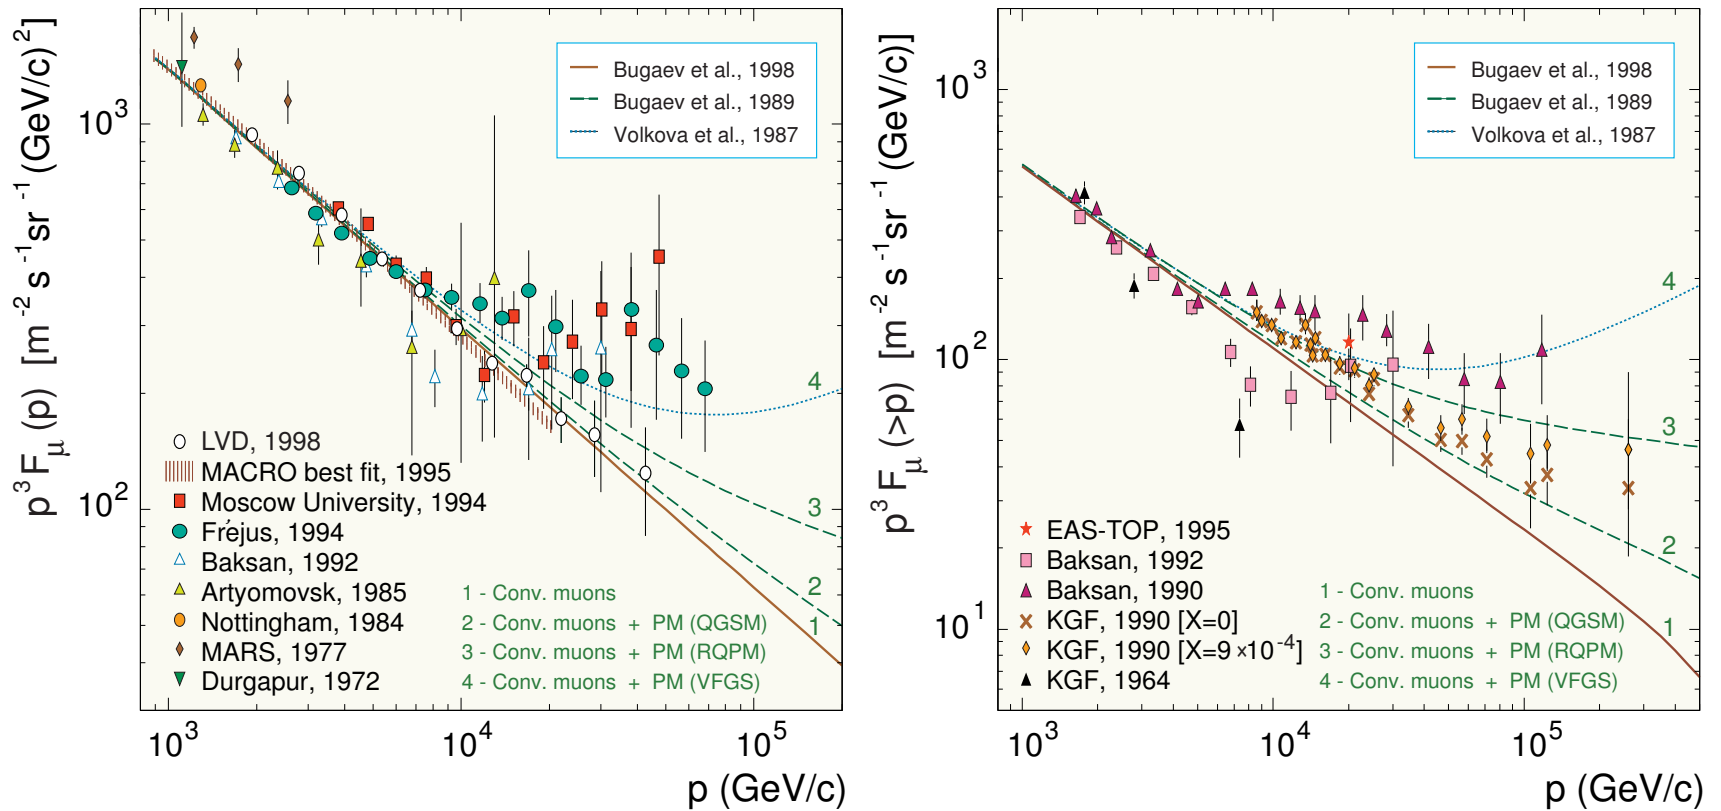 p³F_μ (p) [m⁻² s⁻¹ sr⁻¹ (GeV/c)²]
10³
10²
Bugaev et al., 1998
Bugaev et al., 1989
Volkova et al., 1987
4
3
2
1
LVD, 1998
MACRO best fit, 1995
Moscow University, 1994
Fréjus, 1994
Baksan, 1992
Artyomovsk, 1985
Nottingham, 1984
MARS, 1977
Durgapur, 1972
1 - Conv. muons
2 - Conv. muons + PM (QGSM)
3 - Conv. muons + PM (RQPM)
4 - Conv. muons + PM (VFGS)
10³ 10⁴ 10⁵
p (GeV/c)
p³F_μ(>p) [m⁻² s⁻¹ sr⁻¹ (GeV/c)]
10³
10²
10¹
Bugaev et al., 1998
Bugaev et al., 1989
Volkova et al., 1987
4
3
2
1
EAS-TOP, 1995
Baksan, 1992
Baksan, 1990
KGF, 1990 [X=0]
KGF, 1990 [X=9×10⁻⁴]
KGF, 1964
1 - Conv. muons
2 - Conv. muons + PM (QGSM)
3 - Conv. muons + PM (RQPM)
4 - Conv. muons + PM (VFGS)
10³ 10⁴ 10⁵
p (GeV/c)